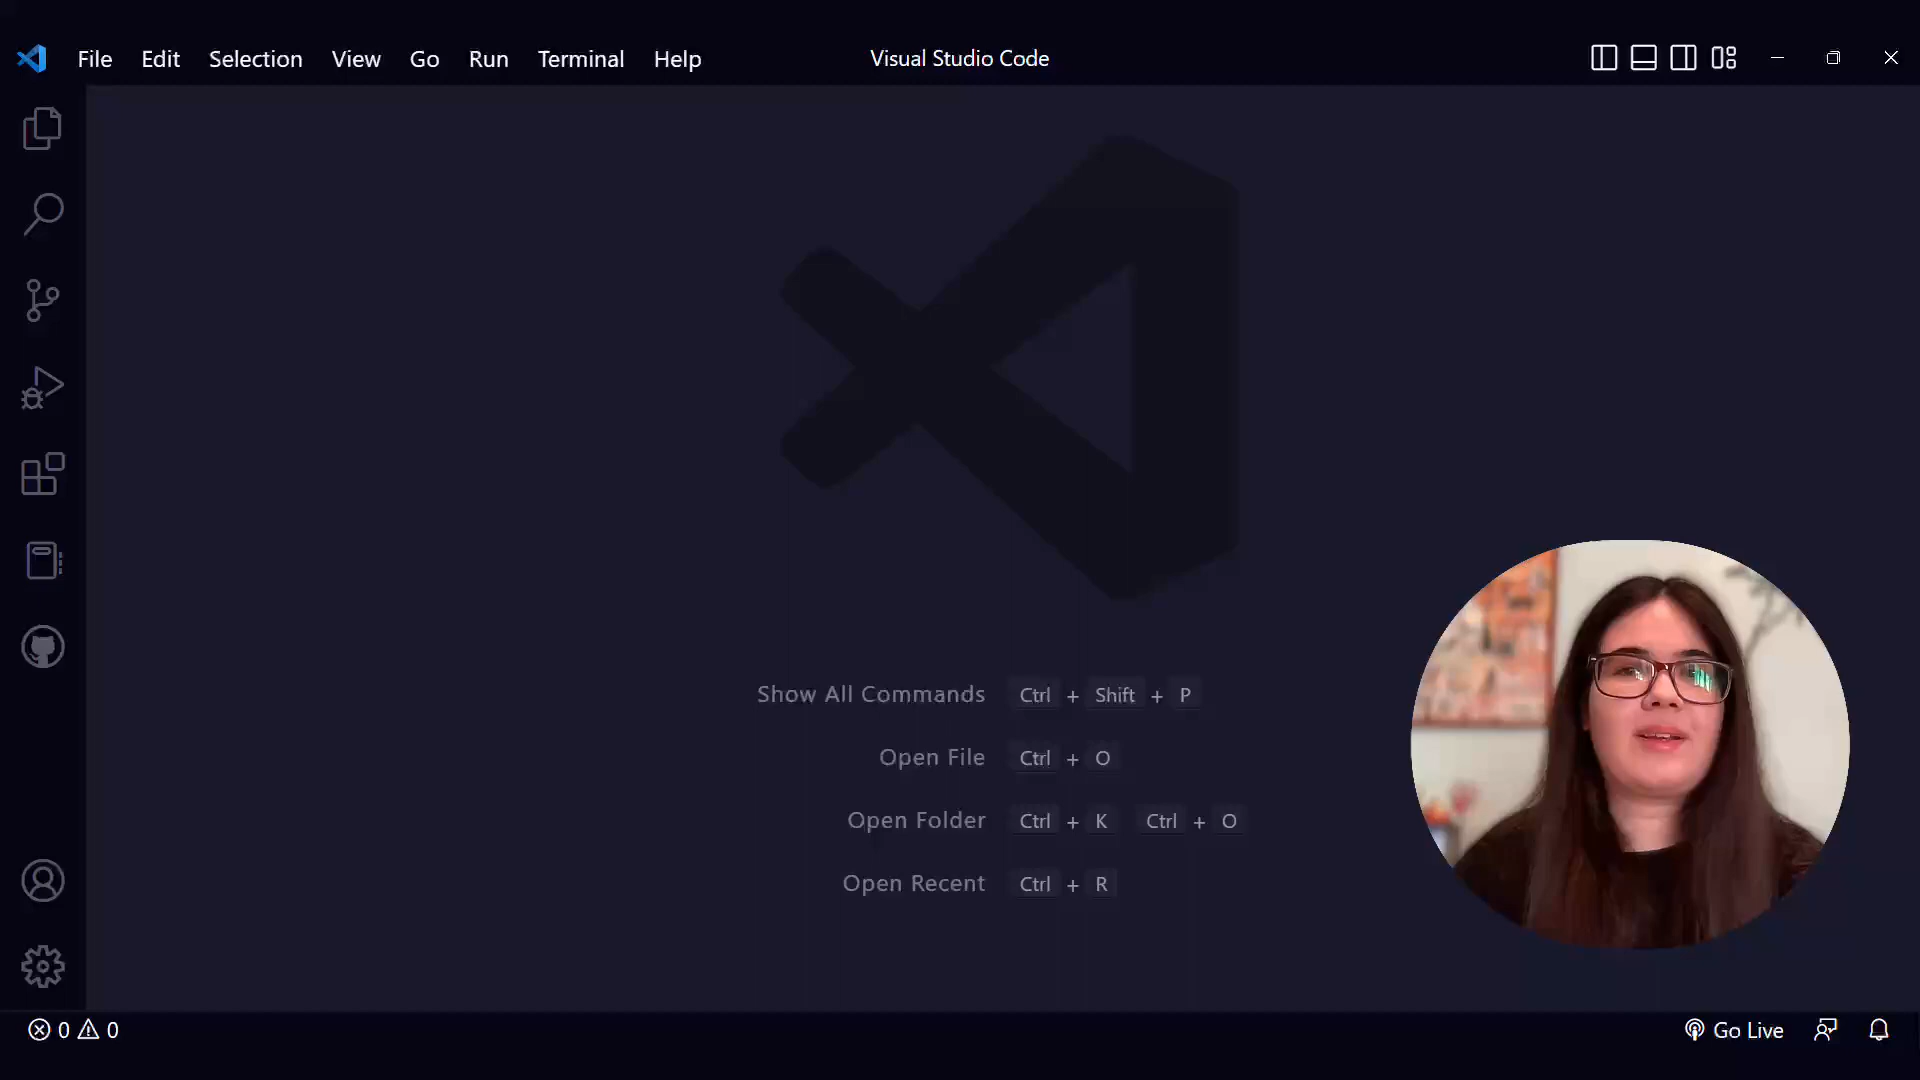 File Edit Selection View Go Run Terminal Help Visual Studio Code
Show All Commands Ctrl + Shift + P
Open File Ctrl + O
Open Folder Ctrl + K Ctrl + O
Open Recent Ctrl + R
0 0 Go Live